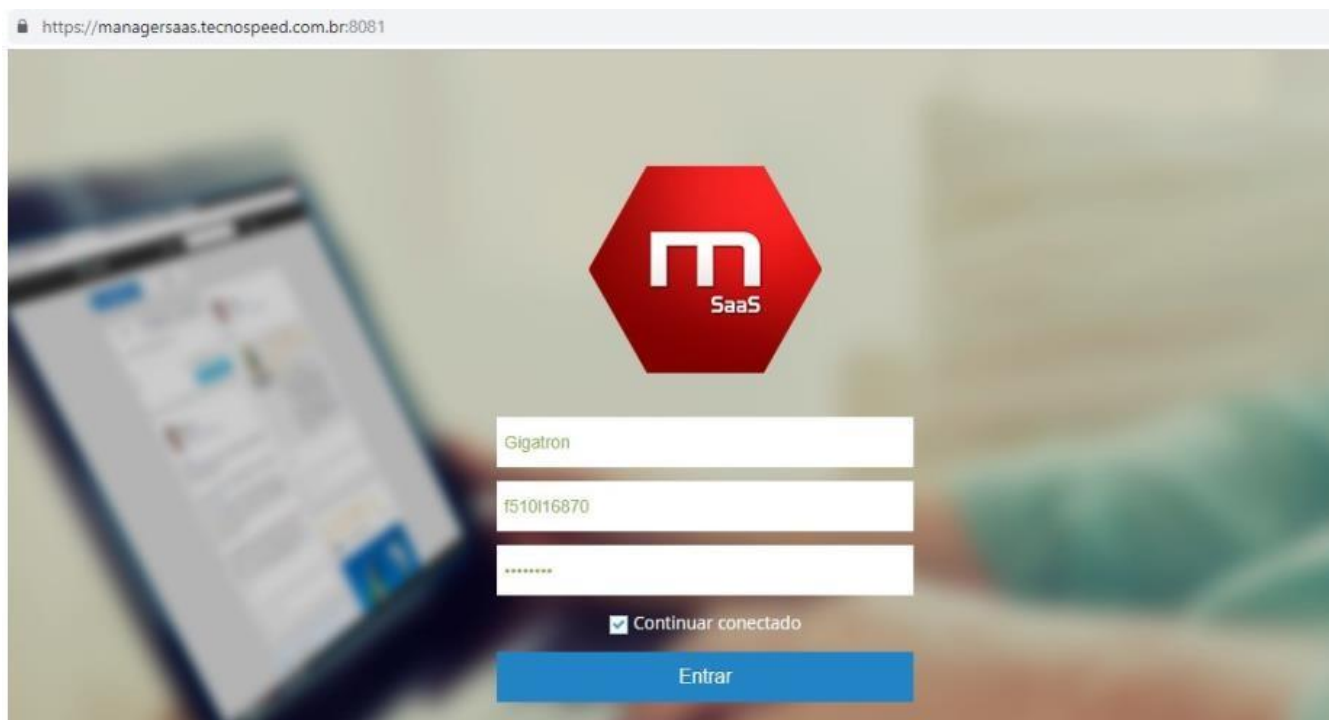 https://managersaas.tecnospeed.com.br:8081
m
SaaS
Gigatron
f510l16870
••••••••
Continuar conectado
Entrar